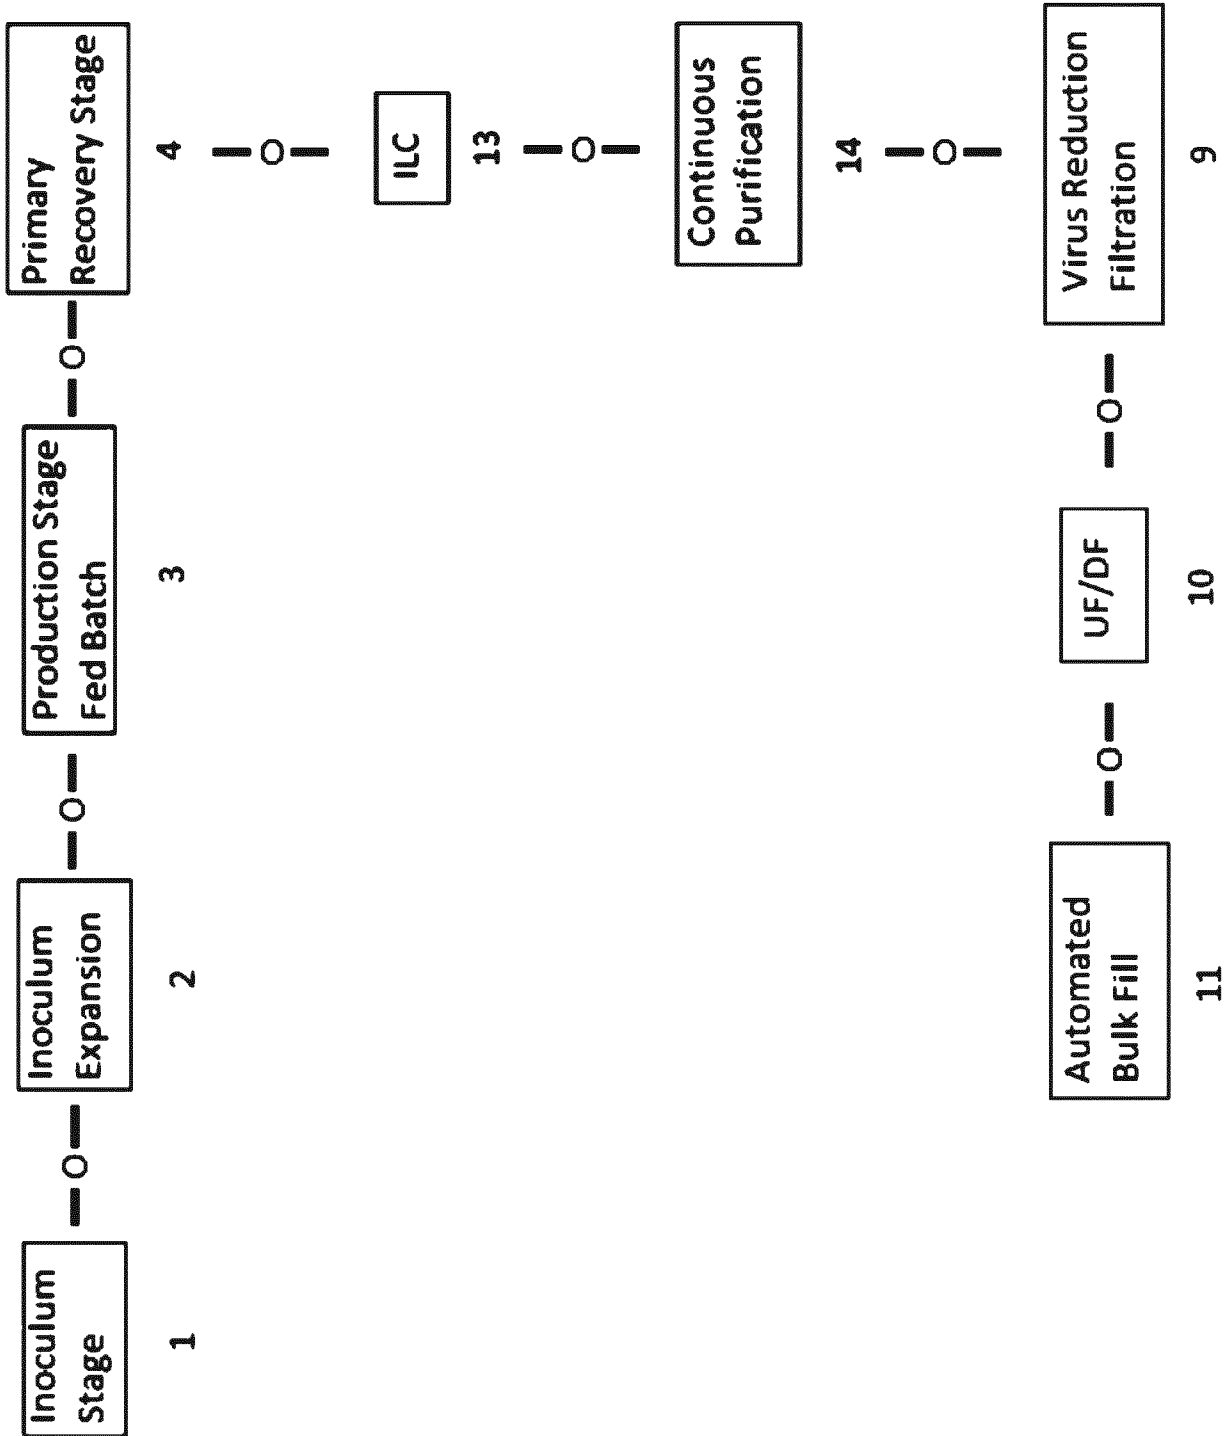 Inoculum
Stage
1
Inoculum
Expansion
2
Production Stage
Fed Batch
3
Primary
Recovery Stage
4
ILC
13
Continuous
Purification
14
Virus Reduction
Filtration
9
UF/DF
10
Automated
Bulk Fill
11